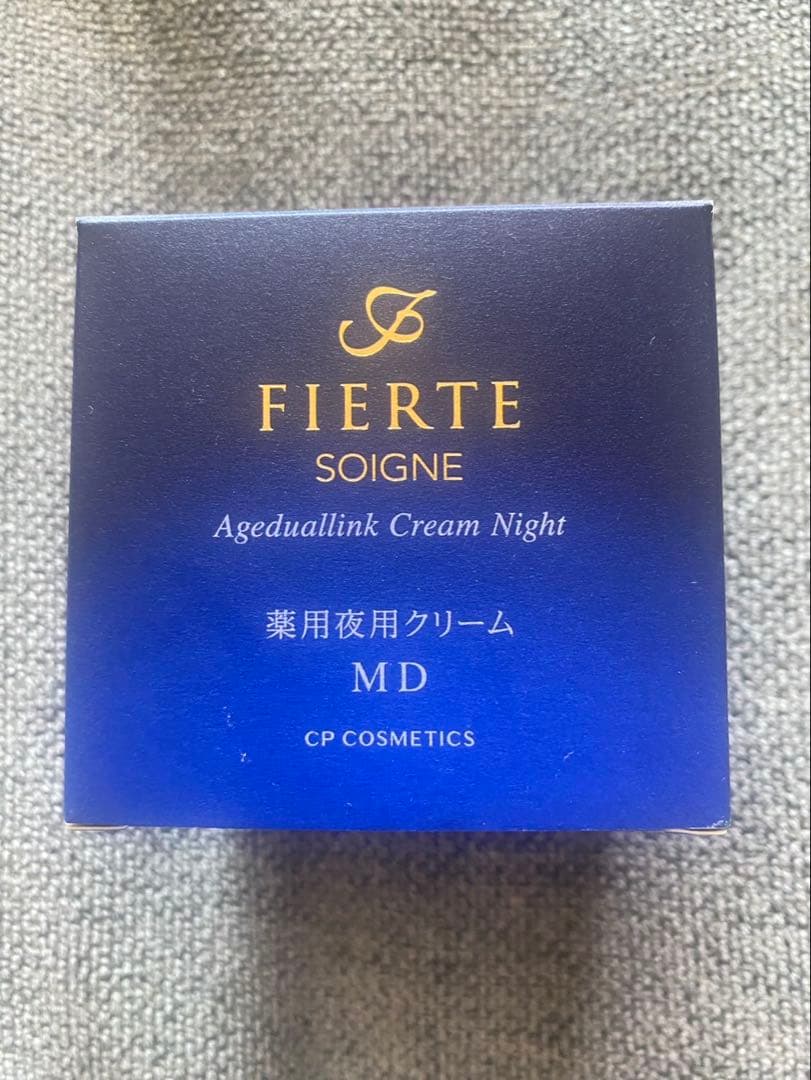 FIERTE
SOIGNE
Ageduallink Cream Night
薬用夜用クリーム
MD
CP COSMETICS